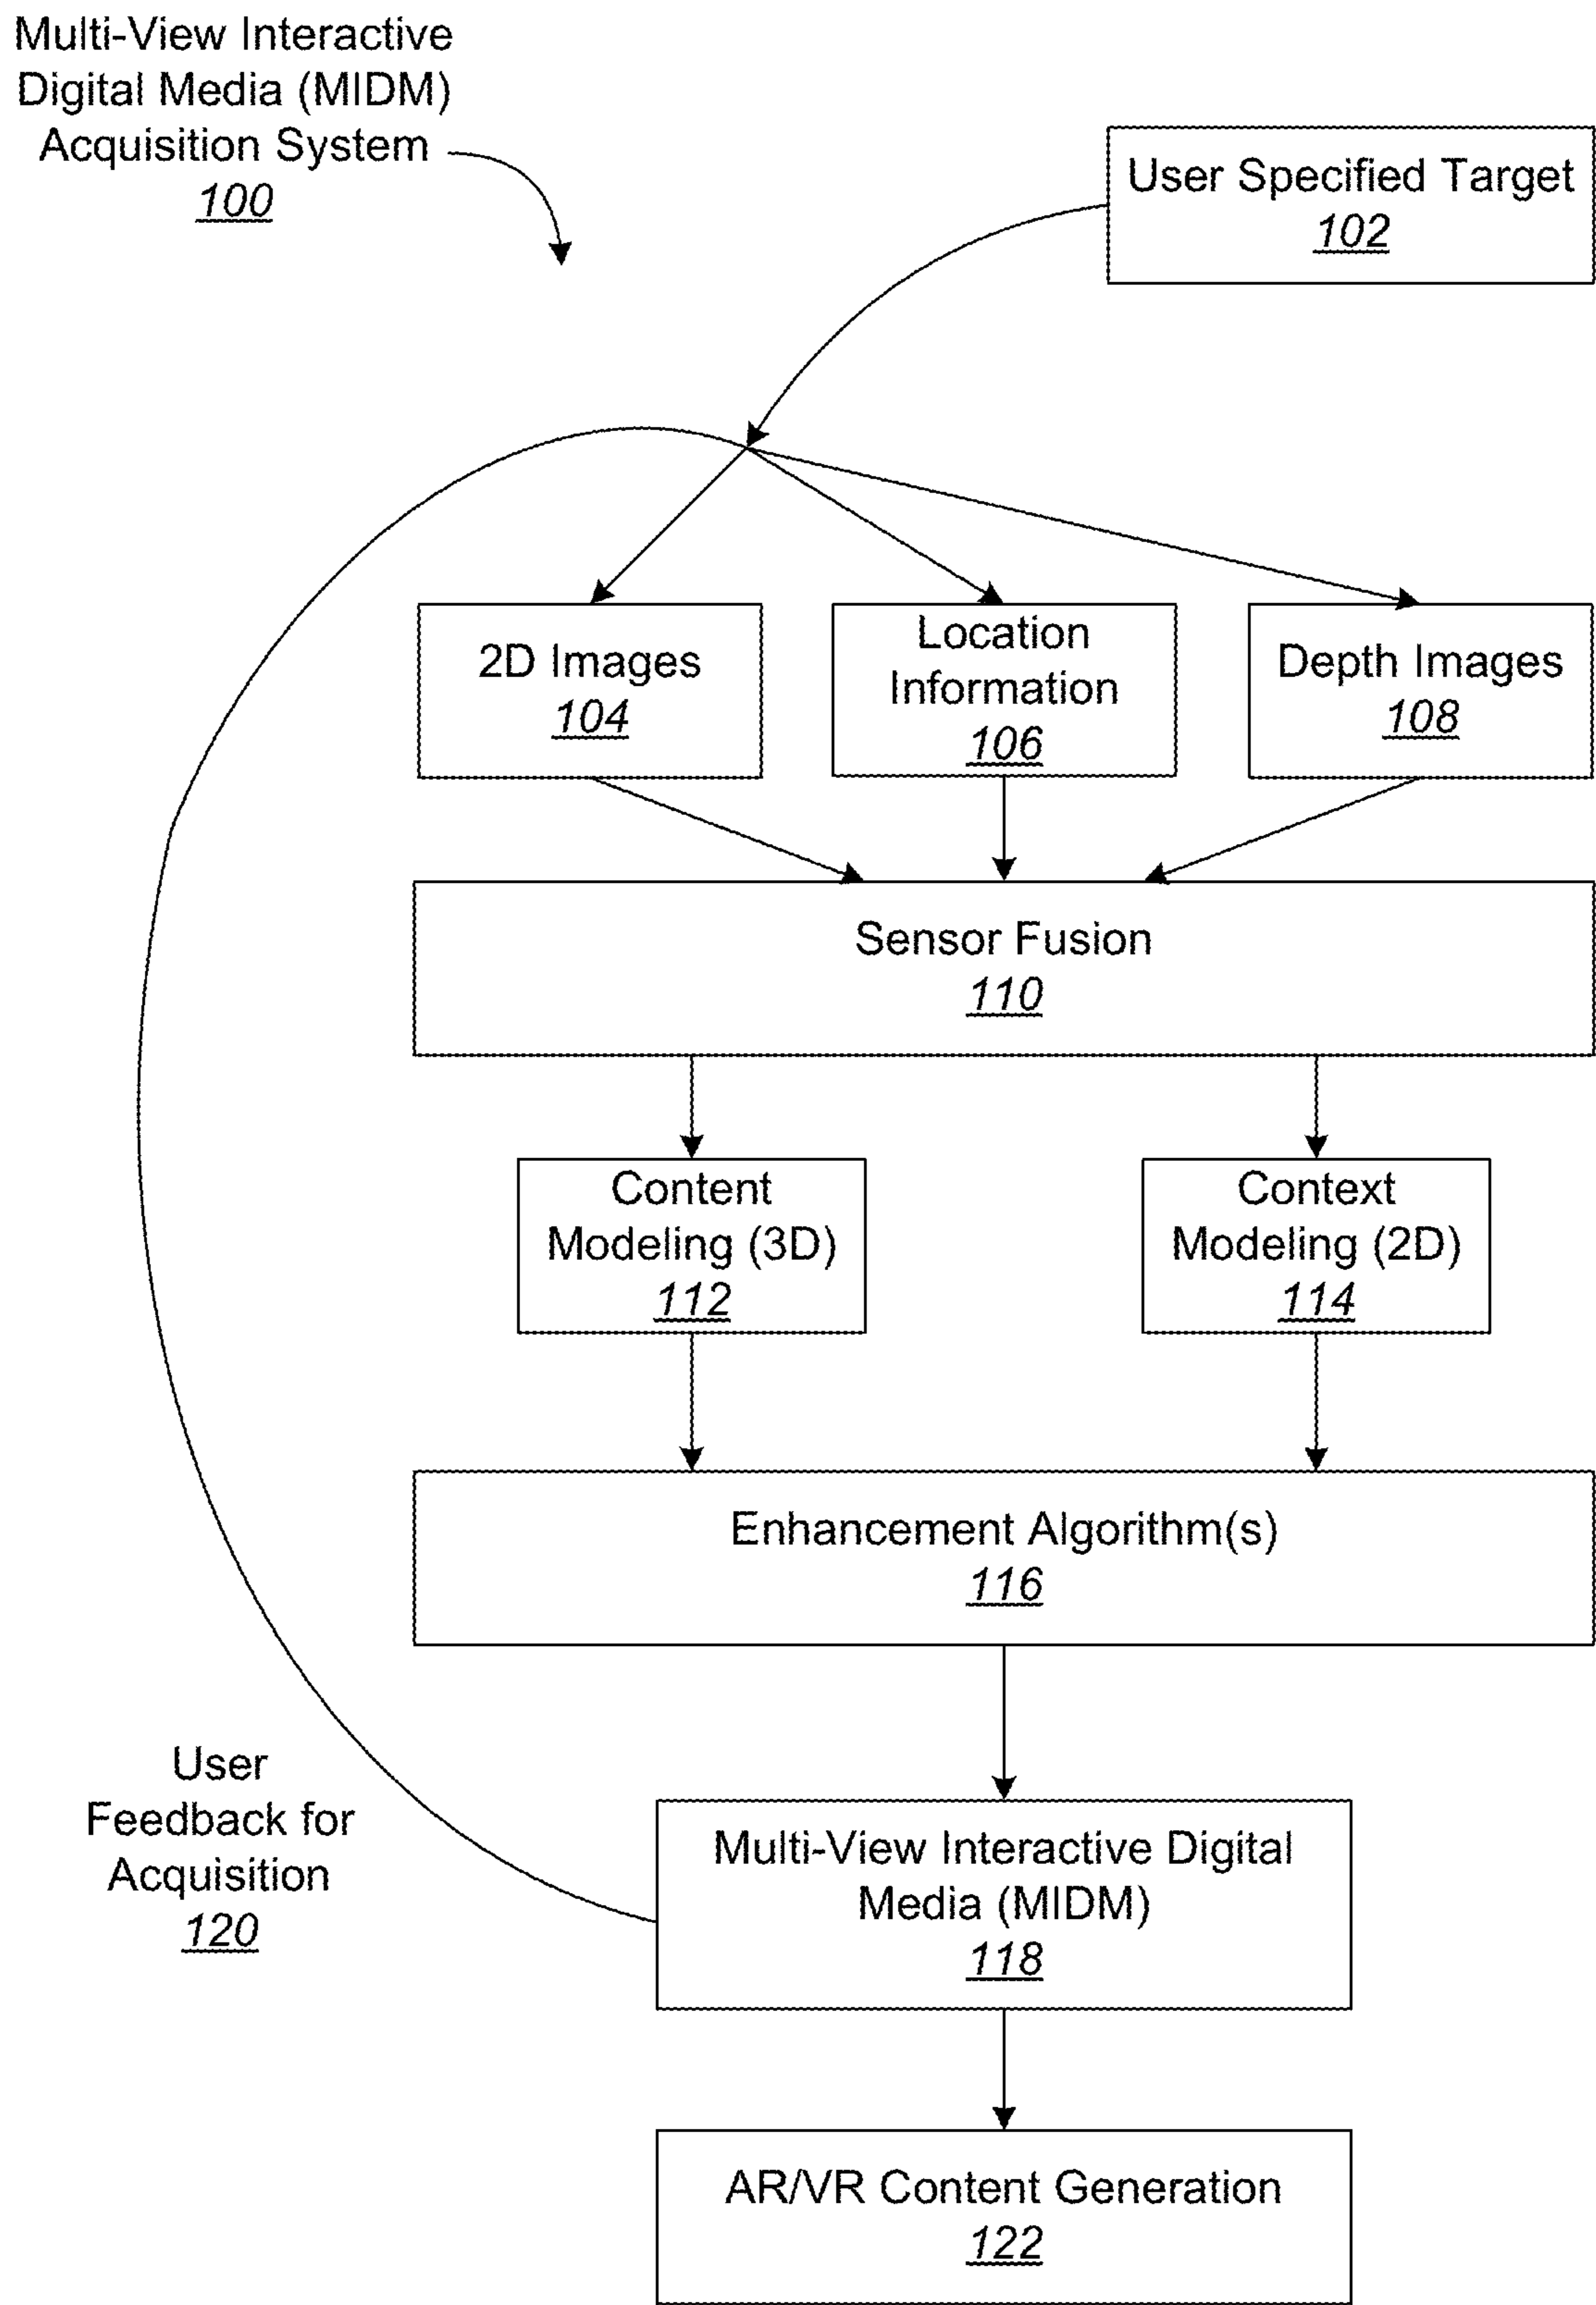 Multi-View Interactive
Digital Media (MIDM)
Acquisition System
100
User Specified Target
102
2D Images
104
Location
Information
106
Depth Images
108
Sensor Fusion
110
Content
Modeling (3D)
112
Context
Modeling (2D)
114
Enhancement Algorithm(s)
116
User
Feedback for
Acquisition
120
Multi-View Interactive Digital
Media (MIDM)
118
AR/VR Content Generation
122